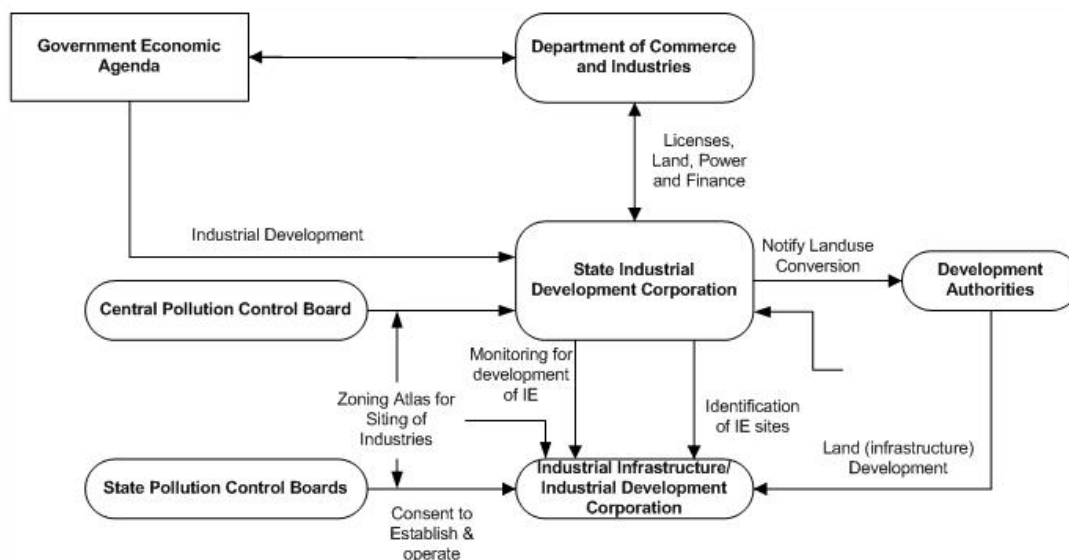 Government Economic
Agenda
Department of Commerce
and Industries
Licenses,
Land, Power
and Finance
Industrial Development
State Industrial
Development Corporation
Notify Landuse
Conversion
Development
Authorities
Central Pollution Control Board
Monitoring for
development
of IE
Zoning Atlas for
Siting of
Industries
Identification
of IE sites
Land (infrastructure)
Development
State Pollution Control Boards
Industrial Infrastructure/
Industrial Development
Corporation
Consent to
Establish &
operate